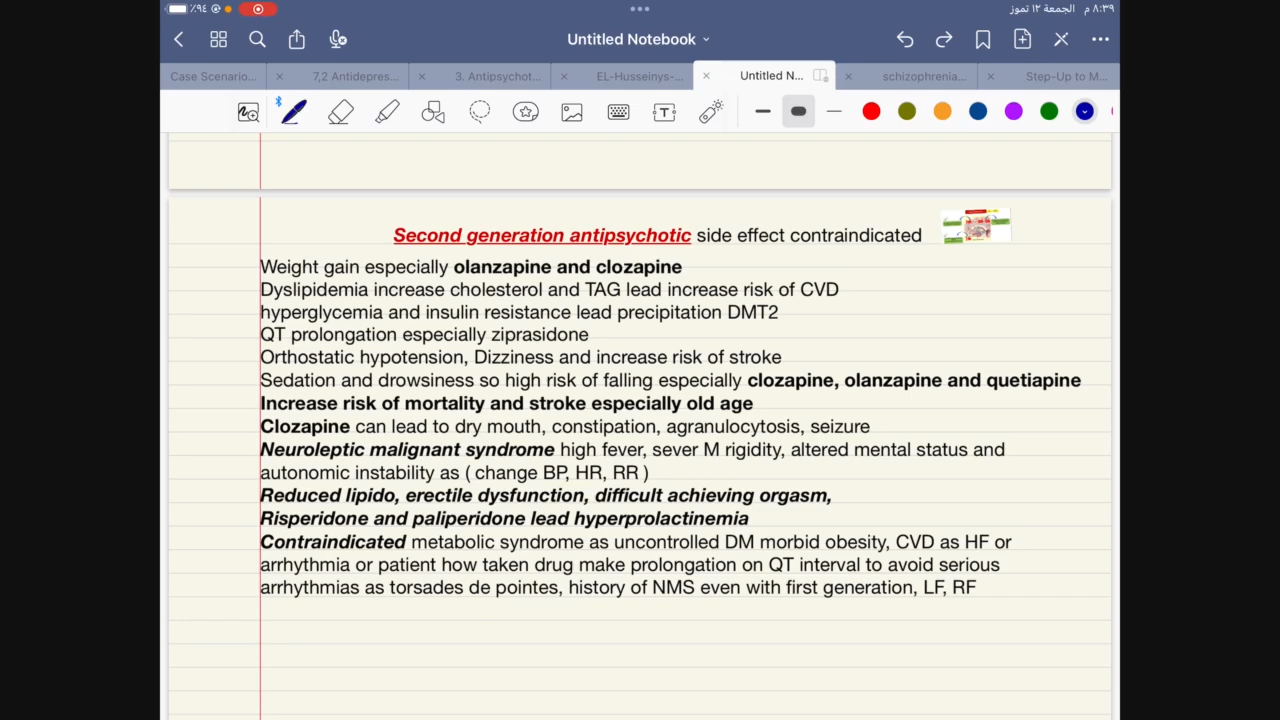 ٪٩٤
الجمعة ١٢ تموز ٨:٣٩ م
Untitled Notebook
Case Scenario...
7,2 Antidepres...
3. Antipsychot...
EL-Husseinys-...
Untitled N...
schizophrenia...
Step-Up to M...
Second generation antipsychotic side effect contraindicated
Weight gain especially olanzapine and clozapine
Dyslipidemia increase cholesterol and TAG lead increase risk of CVD
hyperglycemia and insulin resistance lead precipitation DMT2
QT prolongation especially ziprasidone
Orthostatic hypotension, Dizziness and increase risk of stroke
Sedation and drowsiness so high risk of falling especially clozapine, olanzapine and quetiapine
Increase risk of mortality and stroke especially old age
Clozapine can lead to dry mouth, constipation, agranulocytosis, seizure
Neuroleptic malignant syndrome high fever, sever M rigidity, altered mental status and
autonomic instability as ( change BP, HR, RR )
Reduced lipido, erectile dysfunction, difficult achieving orgasm,
Risperidone and paliperidone lead hyperprolactinemia
Contraindicated metabolic syndrome as uncontrolled DM morbid obesity, CVD as HF or
arrhythmia or patient how taken drug make prolongation on QT interval to avoid serious
arrhythmias as torsades de pointes, history of NMS even with first generation, LF, RF